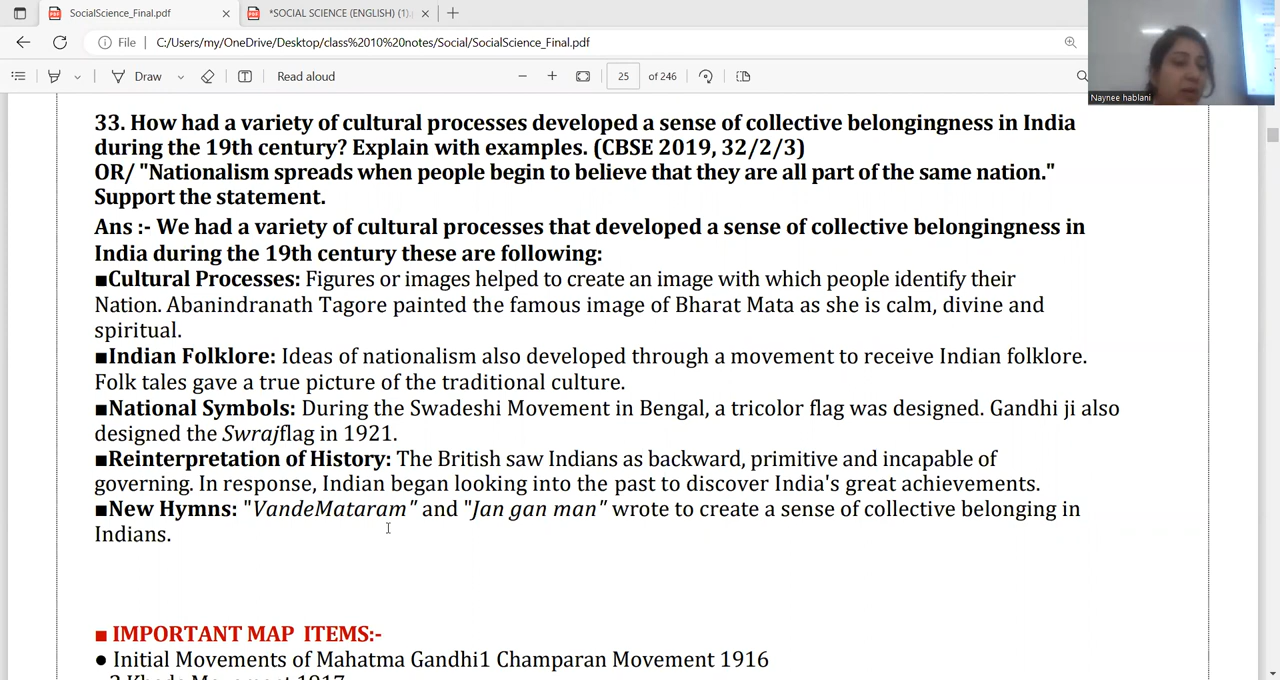 SocialScience_Final.pdf
*SOCIAL SCIENCE (ENGLISH) (1).
File
C:/Users/my/OneDrive/Desktop/class%2010%20notes/Social/SocialScience_Final.pdf
Draw
Read aloud
25 of 246
Naynee hablani
33. How had a variety of cultural processes developed a sense of collective belongingness in India
during the 19th century? Explain with examples. (CBSE 2019, 32/2/3)
OR/ "Nationalism spreads when people begin to believe that they are all part of the same nation."
Support the statement.
Ans :- We had a variety of cultural processes that developed a sense of collective belongingness in
India during the 19th century these are following:
■Cultural Processes: Figures or images helped to create an image with which people identify their
Nation. Abanindranath Tagore painted the famous image of Bharat Mata as she is calm, divine and
spiritual.
■Indian Folklore: Ideas of nationalism also developed through a movement to receive Indian folklore.
Folk tales gave a true picture of the traditional culture.
■National Symbols: During the Swadeshi Movement in Bengal, a tricolor flag was designed. Gandhi ji also
designed the Swrajflag in 1921.
■Reinterpretation of History: The British saw Indians as backward, primitive and incapable of
governing. In response, Indian began looking into the past to discover India's great achievements.
■New Hymns: "VandeMataram" and "Jan gan man" wrote to create a sense of collective belonging in
Indians.
■ IMPORTANT MAP ITEMS:-
● Initial Movements of Mahatma Gandhi1 Champaran Movement 1916
2 Kheda Movement 1917